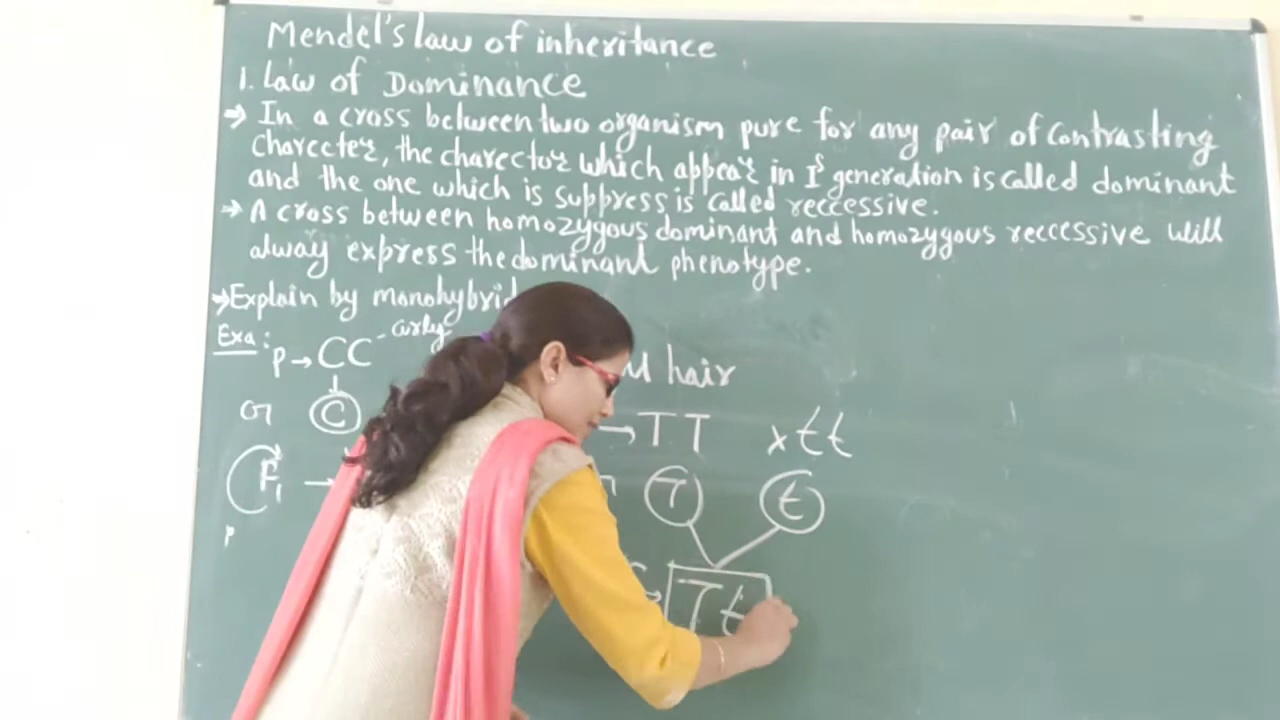 Mendel's law of inheritance
1. Law of Dominance
→ In a cross between two organism pure for any pair of Contrasting
Charecter, the charector which appear in Iˢ generation is called dominant
and the one which is suppress is called reccessive.
→ A cross between homozygous dominant and homozygous reccessive will
alway express the dominant phenotype.
→ Explain by monohybrid
Exa:
P → CC - curly
hair
→ TT x tt
G C
T t
F₁ →
Tt